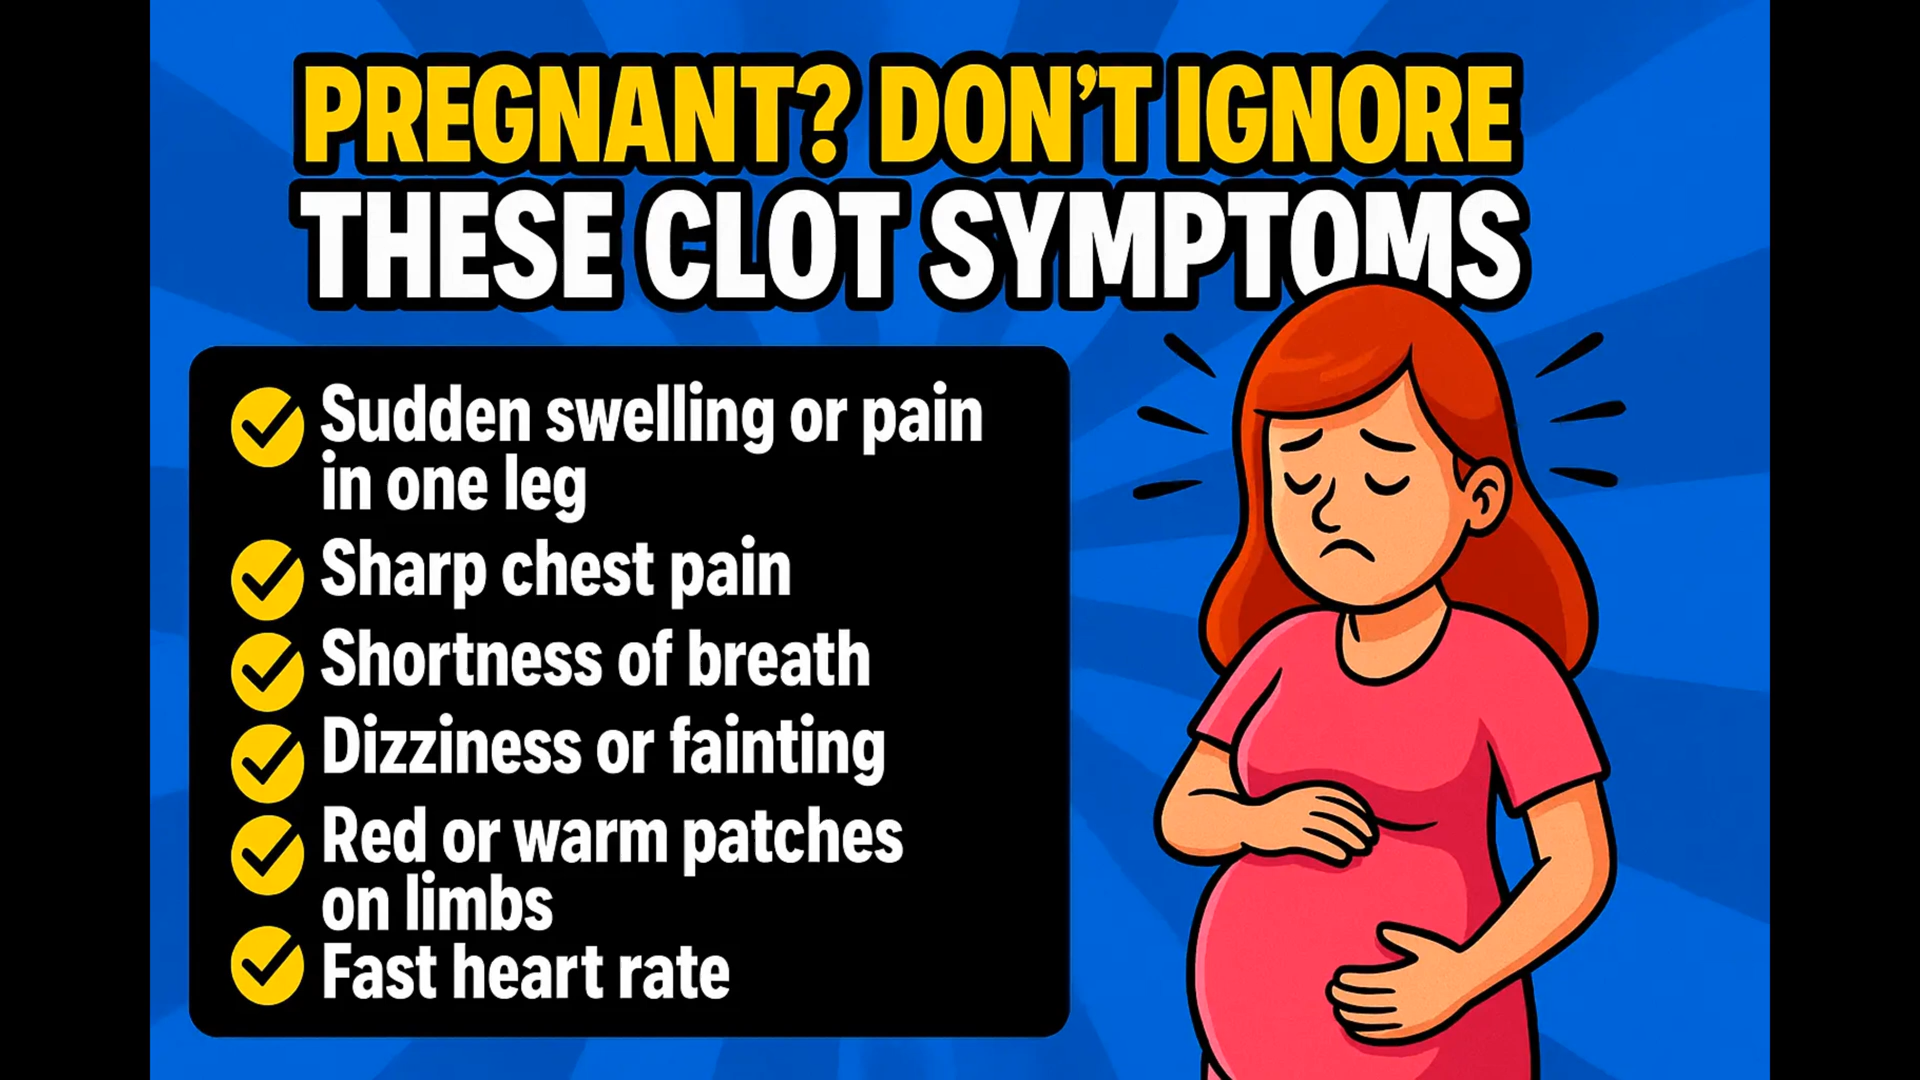 PREGNANT? DON'T IGNORE
THESE CLOT SYMPTOMS
Sudden swelling or pain
in one leg
Sharp chest pain
Shortness of breath
Dizziness or fainting
Red or warm patches
on limbs
Fast heart rate